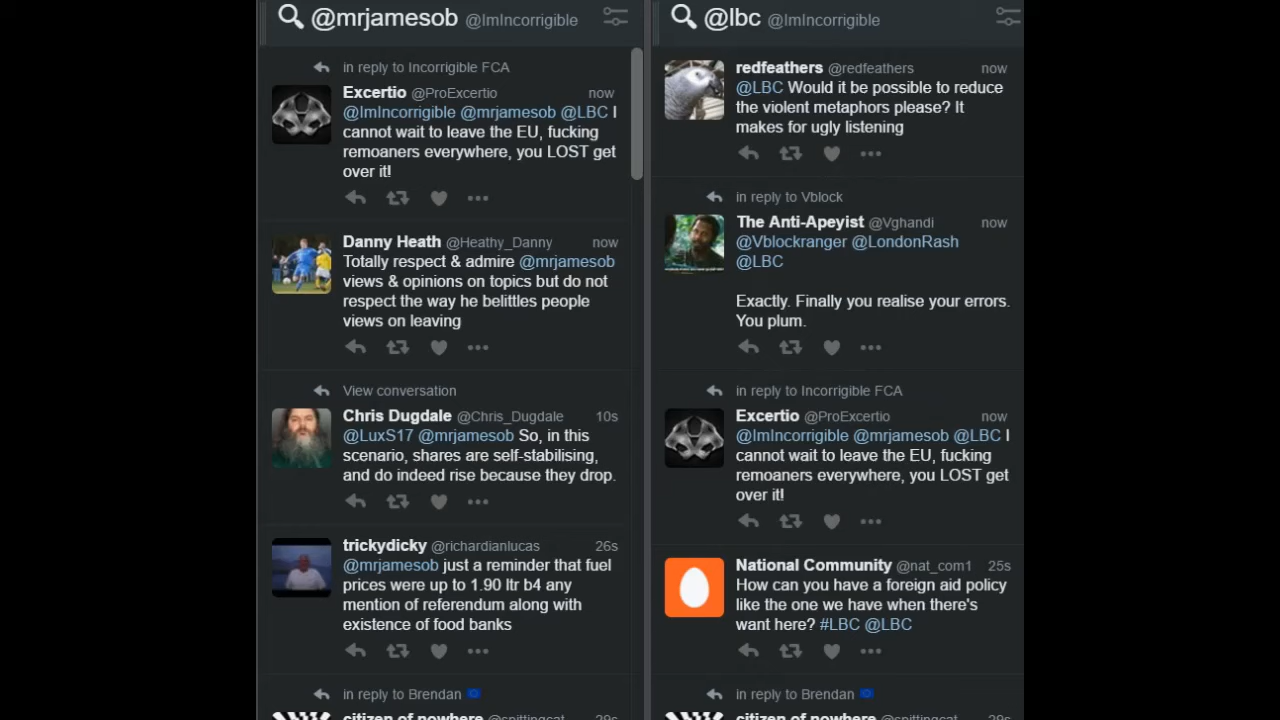 @mrjamesob @ImIncorrigible
in reply to Incorrigible FCA
Excertio @ProExcertio now
@ImIncorrigible @mrjamesob @LBC I
cannot wait to leave the EU, fucking
remoaners everywhere, you LOST get
over it!
Danny Heath @Heathy_Danny now
Totally respect & admire @mrjamesob
views & opinions on topics but do not
respect the way he belittles people
views on leaving
View conversation
Chris Dugdale @Chris_Dugdale 10s
@LuxS17 @mrjamesob So, in this
scenario, shares are self-stabilising,
and do indeed rise because they drop.
trickydicky @richardianlucas 26s
@mrjamesob just a reminder that fuel
prices were up to 1.90 ltr b4 any
mention of referendum along with
existence of food banks
in reply to Brendan
citizen of nowhere @spittingcat 29s
@lbc @ImIncorrigible
redfeathers @redfeathers now
@LBC Would it be possible to reduce
the violent metaphors please? It
makes for ugly listening
in reply to Vblock
The Anti-Apeyist @Vghandi now
@Vblockranger @LondonRash
@LBC
Exactly. Finally you realise your errors.
You plum.
in reply to Incorrigible FCA
Excertio @ProExcertio now
@ImIncorrigible @mrjamesob @LBC I
cannot wait to leave the EU, fucking
remoaners everywhere, you LOST get
over it!
National Community @nat_com1 25s
How can you have a foreign aid policy
like the one we have when there's
want here? #LBC @LBC
in reply to Brendan
citizen of nowhere @spittingcat 29s